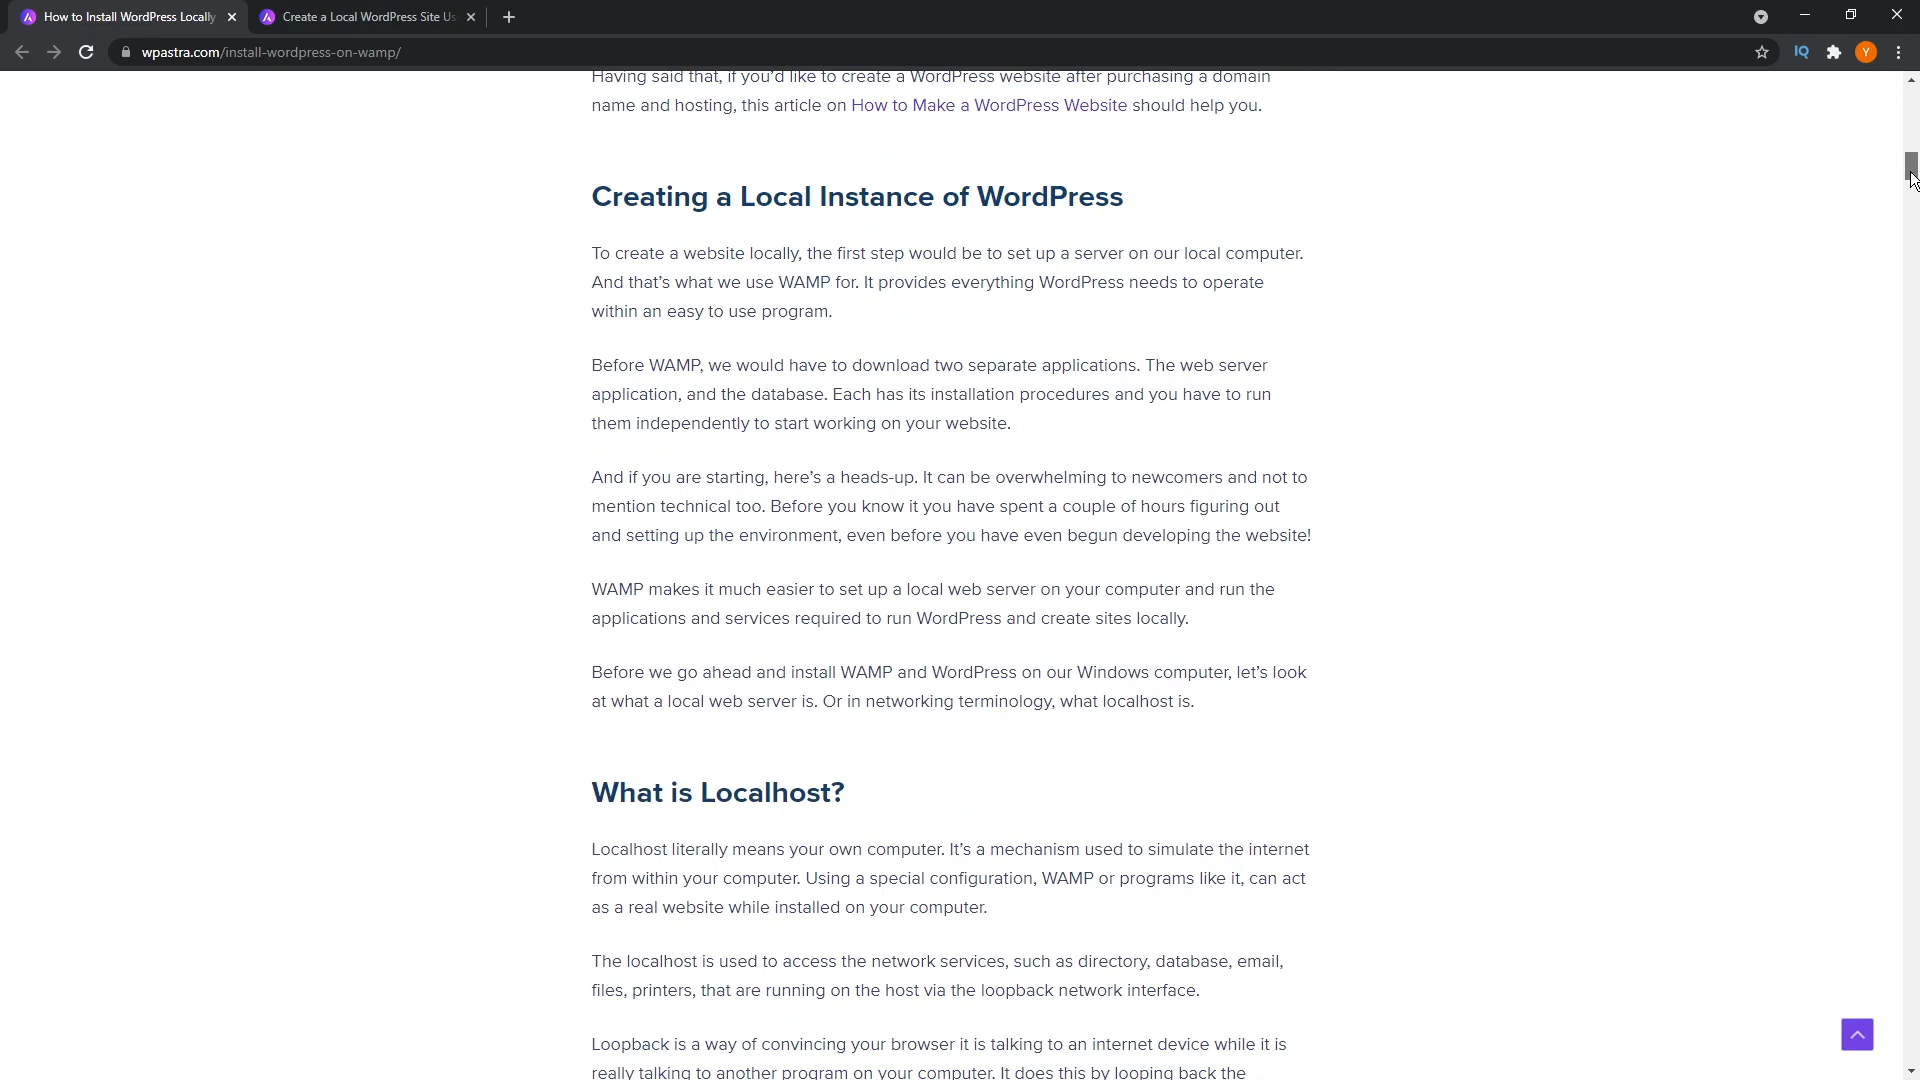 How to Install WordPress Locally
Create a Local WordPress Site Us
wpastra.com/install-wordpress-on-wamp/
IQ
Y
Having said that, if you’d like to create a WordPress website after purchasing a domain
name and hosting, this article on How to Make a WordPress Website should help you.
Creating a Local Instance of WordPress
To create a website locally, the first step would be to set up a server on our local computer.
And that’s what we use WAMP for. It provides everything WordPress needs to operate
within an easy to use program.
Before WAMP, we would have to download two separate applications. The web server
application, and the database. Each has its installation procedures and you have to run
them independently to start working on your website.
And if you are starting, here’s a heads-up. It can be overwhelming to newcomers and not to
mention technical too. Before you know it you have spent a couple of hours figuring out
and setting up the environment, even before you have even begun developing the website!
WAMP makes it much easier to set up a local web server on your computer and run the
applications and services required to run WordPress and create sites locally.
Before we go ahead and install WAMP and WordPress on our Windows computer, let’s look
at what a local web server is. Or in networking terminology, what localhost is.
What is Localhost?
Localhost literally means your own computer. It’s a mechanism used to simulate the internet
from within your computer. Using a special configuration, WAMP or programs like it, can act
as a real website while installed on your computer.
The localhost is used to access the network services, such as directory, database, email,
files, printers, that are running on the host via the loopback network interface.
Loopback is a way of convincing your browser it is talking to an internet device while it is
really talking to another program on your computer. It does this by looping back the